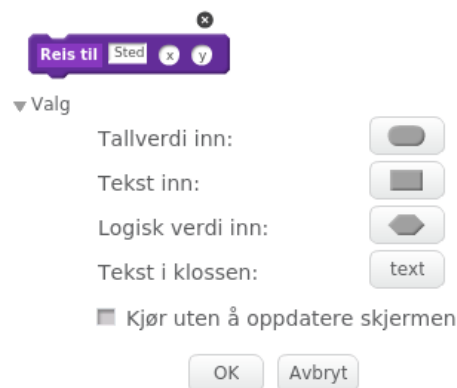 Reis til Sted x y
Valg
Tallverdi inn:
Tekst inn:
Logisk verdi inn:
Tekst i klossen: text
Kjør uten å oppdatere skjermen
OK Avbryt